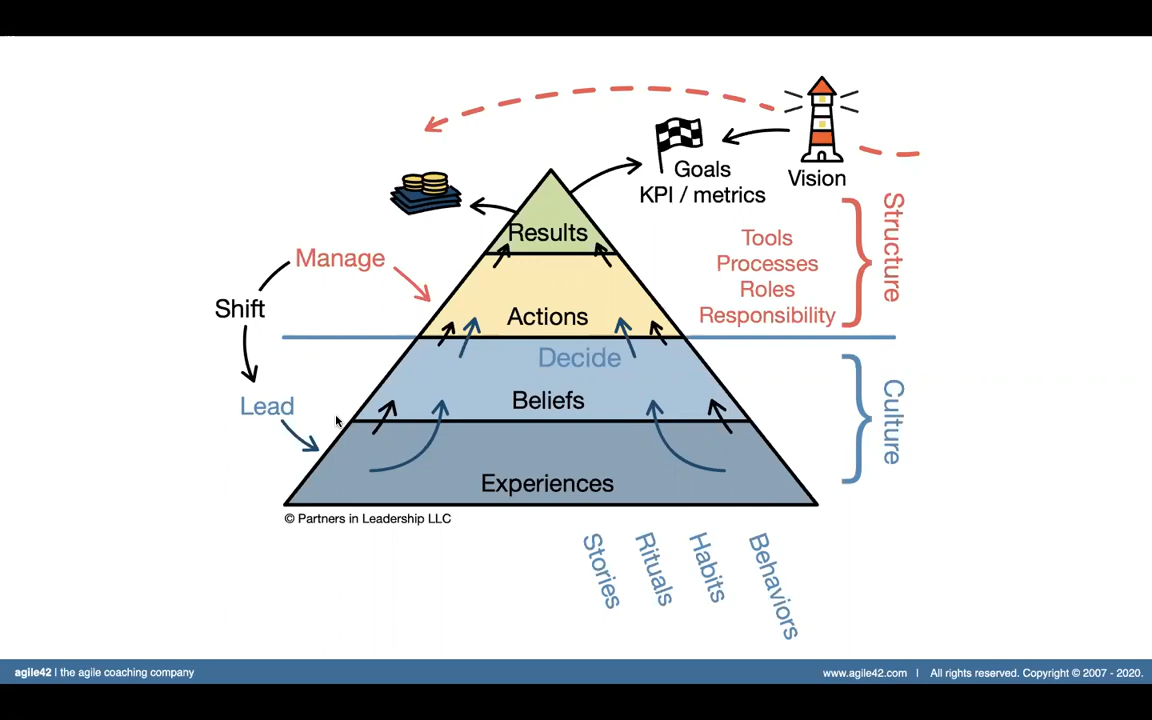 Goals
KPI / metrics
Vision
Results
Manage
Tools
Processes
Roles
Responsibility
Structure
Shift
Actions
Decide
Beliefs
Lead
Culture
Experiences
© Partners in Leadership LLC
Stories
Rituals
Habits
Behaviors
agile42 | the agile coaching company
www.agile42.com | All rights reserved. Copyright © 2007 - 2020.